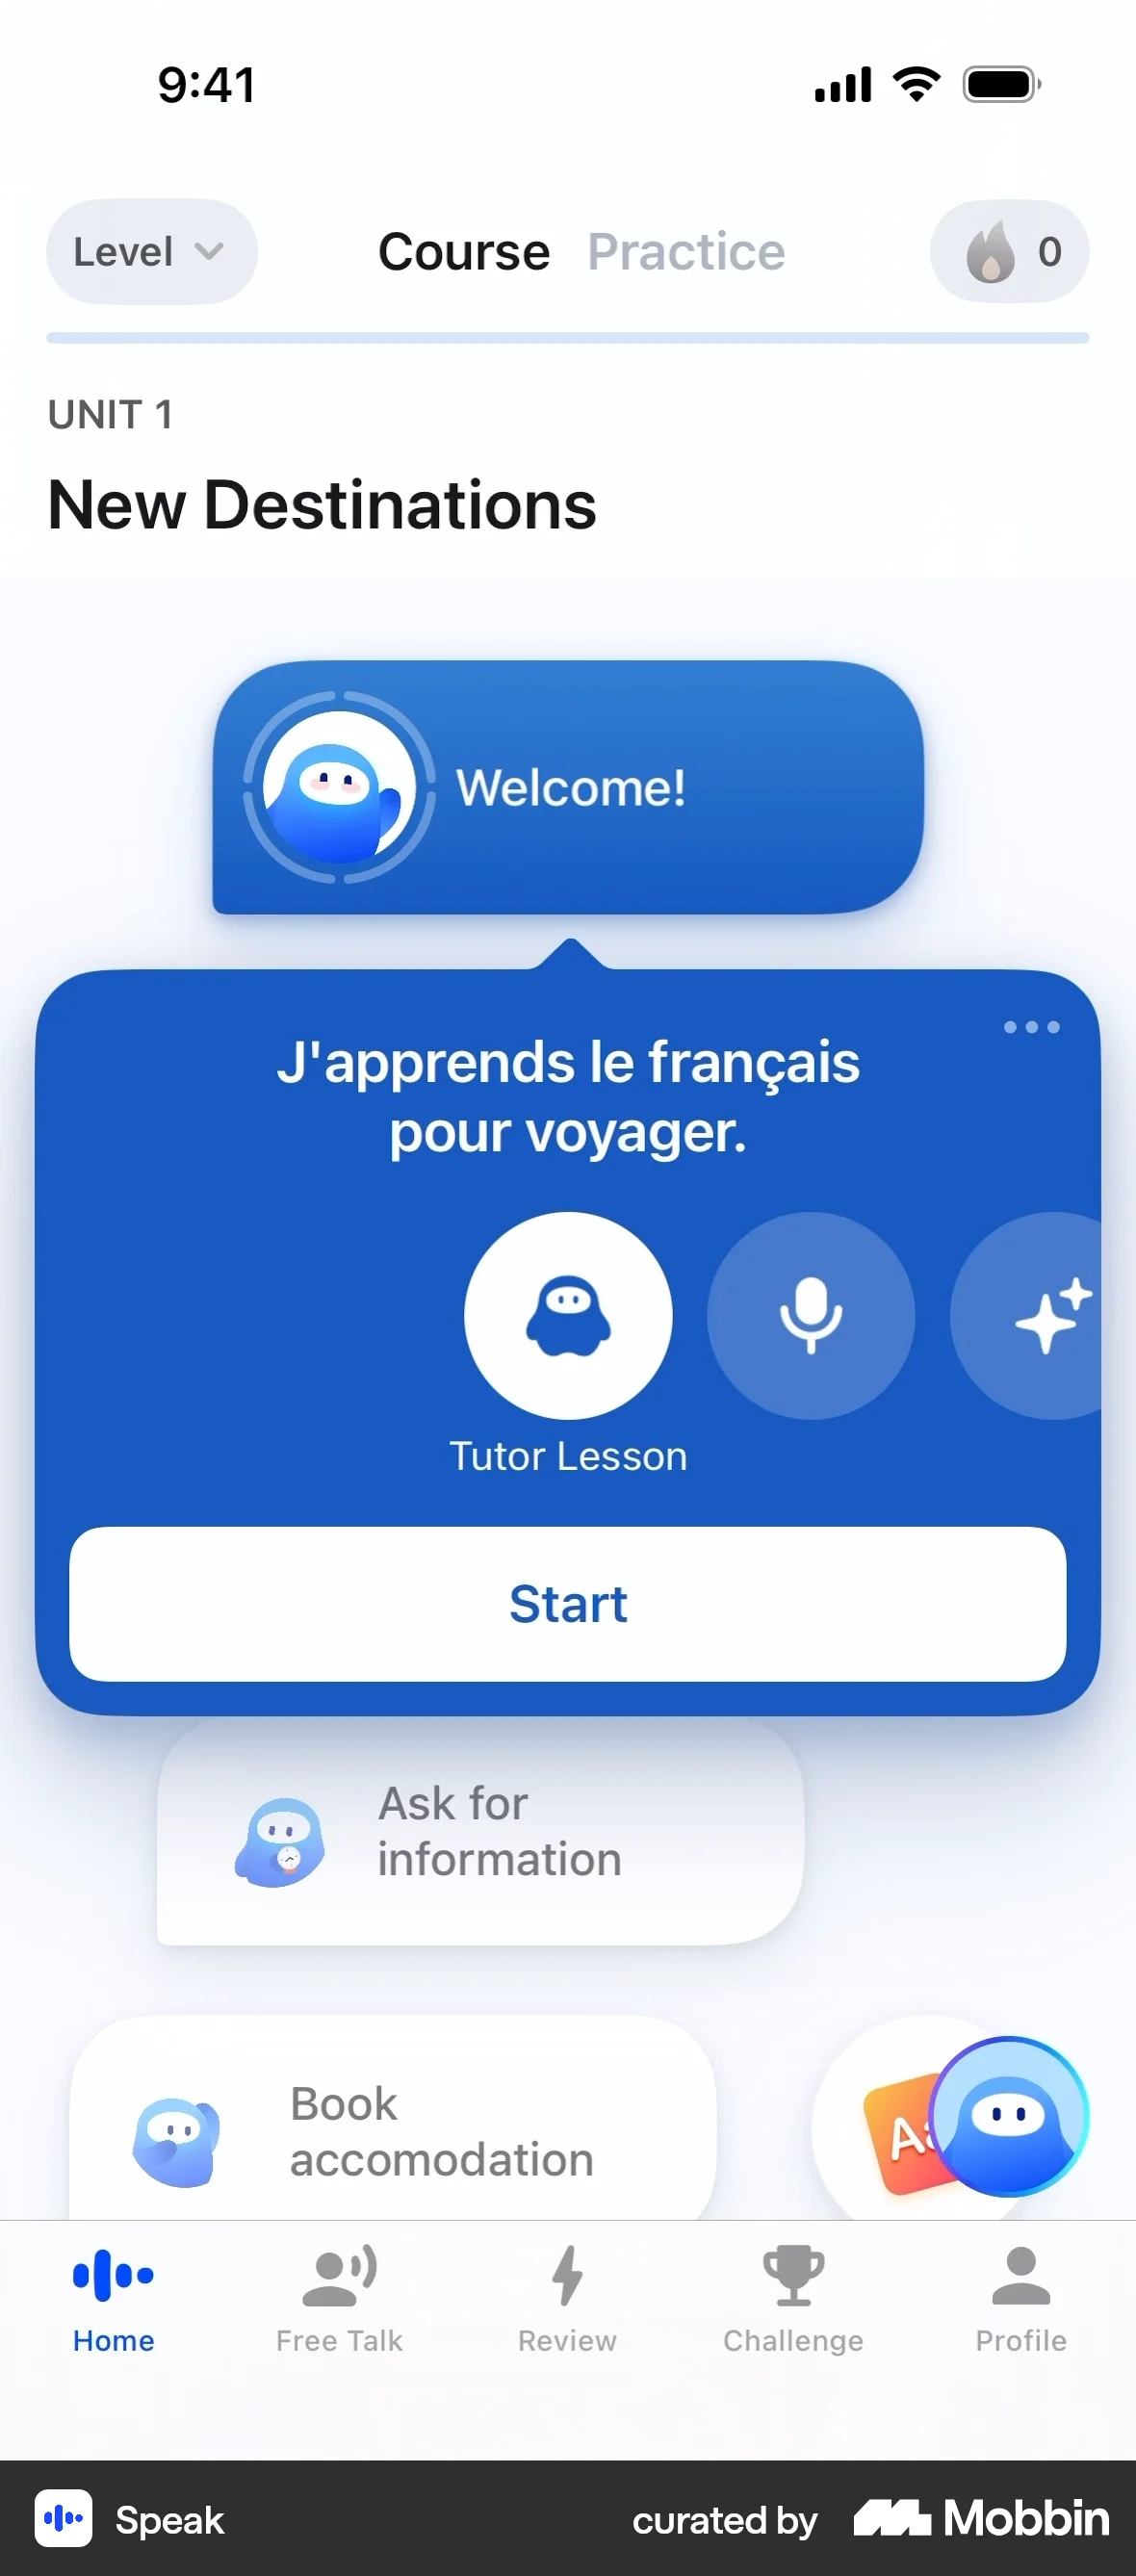 9:41
Level
Course
Practice
0
UNIT 1
New Destinations
Welcome!
J'apprends le français
pour voyager.
Tutor Lesson
Start
Ask for
information
Book
accomodation
Home
Free Talk
Review
Challenge
Profile
Speak
curated by
Mobbin